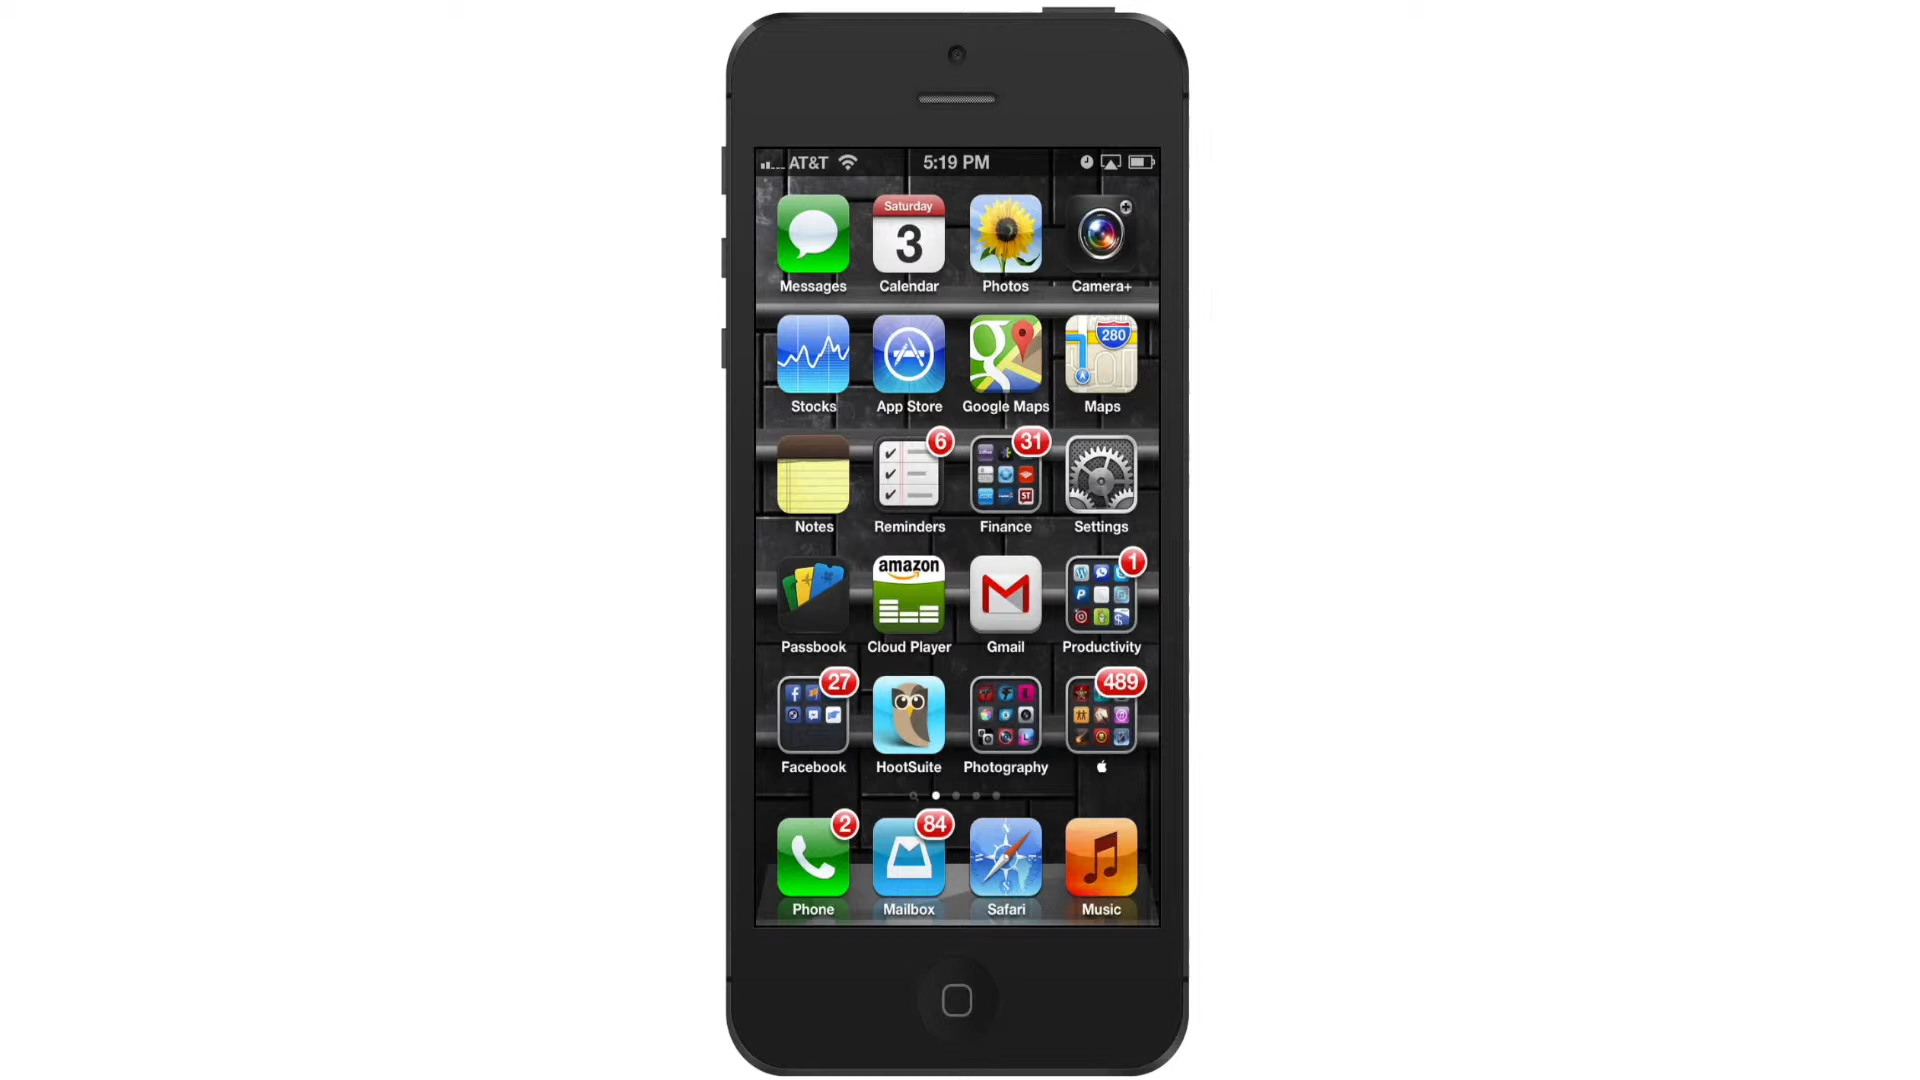 AT&T 5:19 PM
Saturday
3
Messages Calendar Photos Camera+
280
Stocks App Store Google Maps Maps
6 31
Notes Reminders Finance Settings
amazon 1
Passbook Cloud Player Gmail Productivity
27 489
Facebook HootSuite Photography
2 84
Phone Mailbox Safari Music